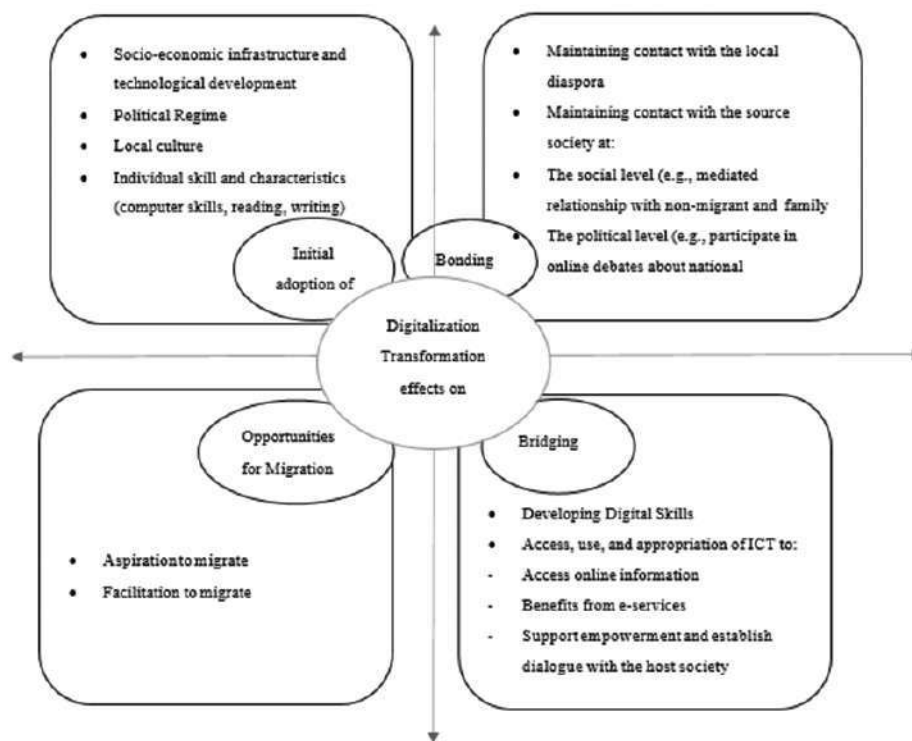 • Socio-economic infrastructure and
technological development
• Political Regime
• Local culture
• Individual skill and characteristics
(computer skills, reading, writing)
Initial
adoption of
• Maintaining contact with the local
diaspora
• Maintaining contact with the source
society at:
• The social level (e.g., mediated
relationship with non-migrant and family
• The political level (e.g., participate in
online debates about national
Bonding
Digitalization
Transformation
effects on
Opportunities
for Migration
• Aspiration to migrate
• Facilitation to migrate
Bridging
• Developing Digital Skills
• Access, use, and appropriation of ICT to:
- Access online information
- Benefits from e-services
- Support empowerment and establish
dialogue with the host society